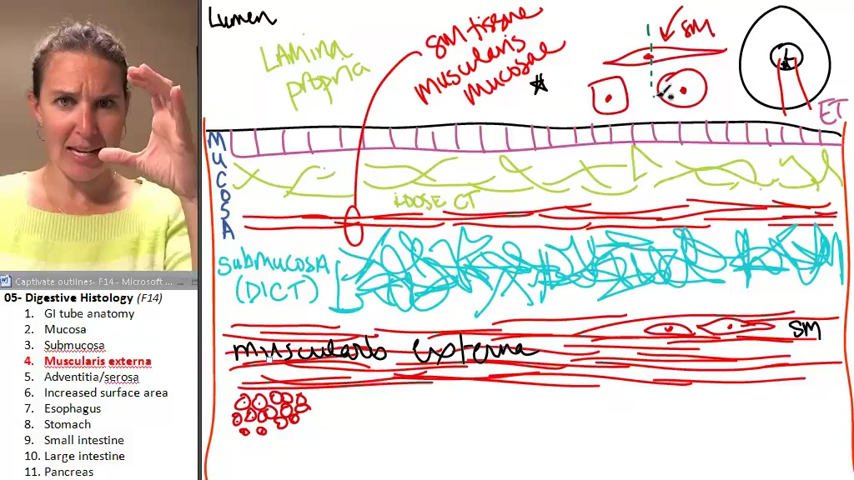 Lumen
LAMINA
propria
sm tissue
muscularis
mucosae
SM
ET
MUCOSA
LOOSE CT
SubmucosA
(DICT)
SM
muscularis externa
Captivate outlines- F14 - Microsoft ...
05- Digestive Histology (F14)
1. GI tube anatomy
2. Mucosa
3. Submucosa
4. Muscularis externa
5. Adventitia/serosa
6. Increased surface area
7. Esophagus
8. Stomach
9. Small intestine
10. Large intestine
11. Pancreas